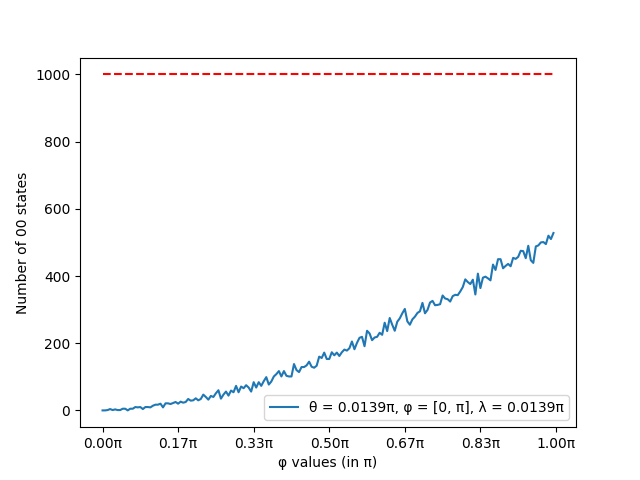 1000
800
600
400
200
0
Number of 00 states
θ = 0.0139π, φ = [0, π], λ = 0.0139π
0.00π 0.17π 0.33π 0.50π 0.67π 0.83π 1.00π
φ values (in π)